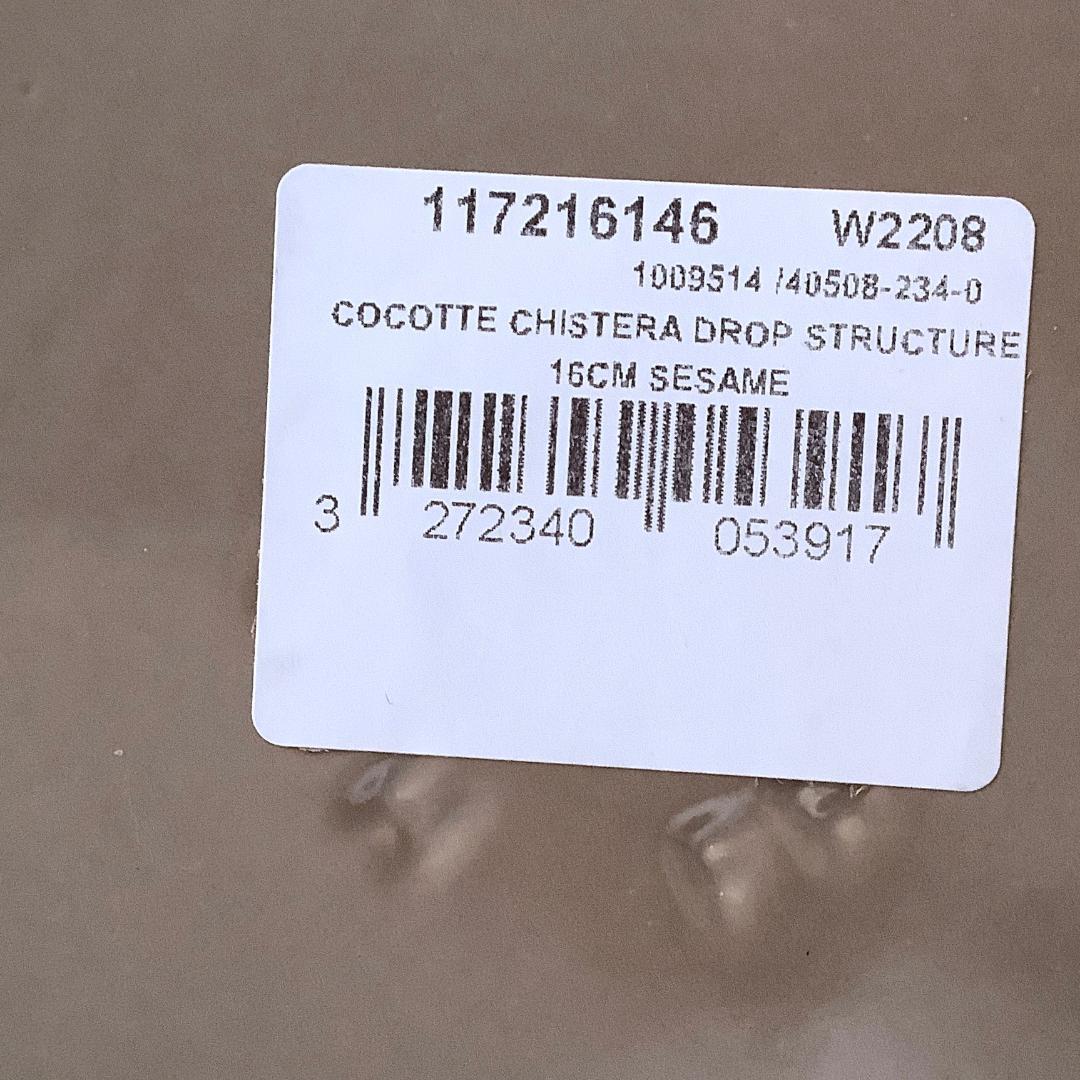 117216146 W2208
1009514 /40508-234-0
COCOTTE CHISTERA DROP STRUCTURE
16CM SESAME
3 272340 053917